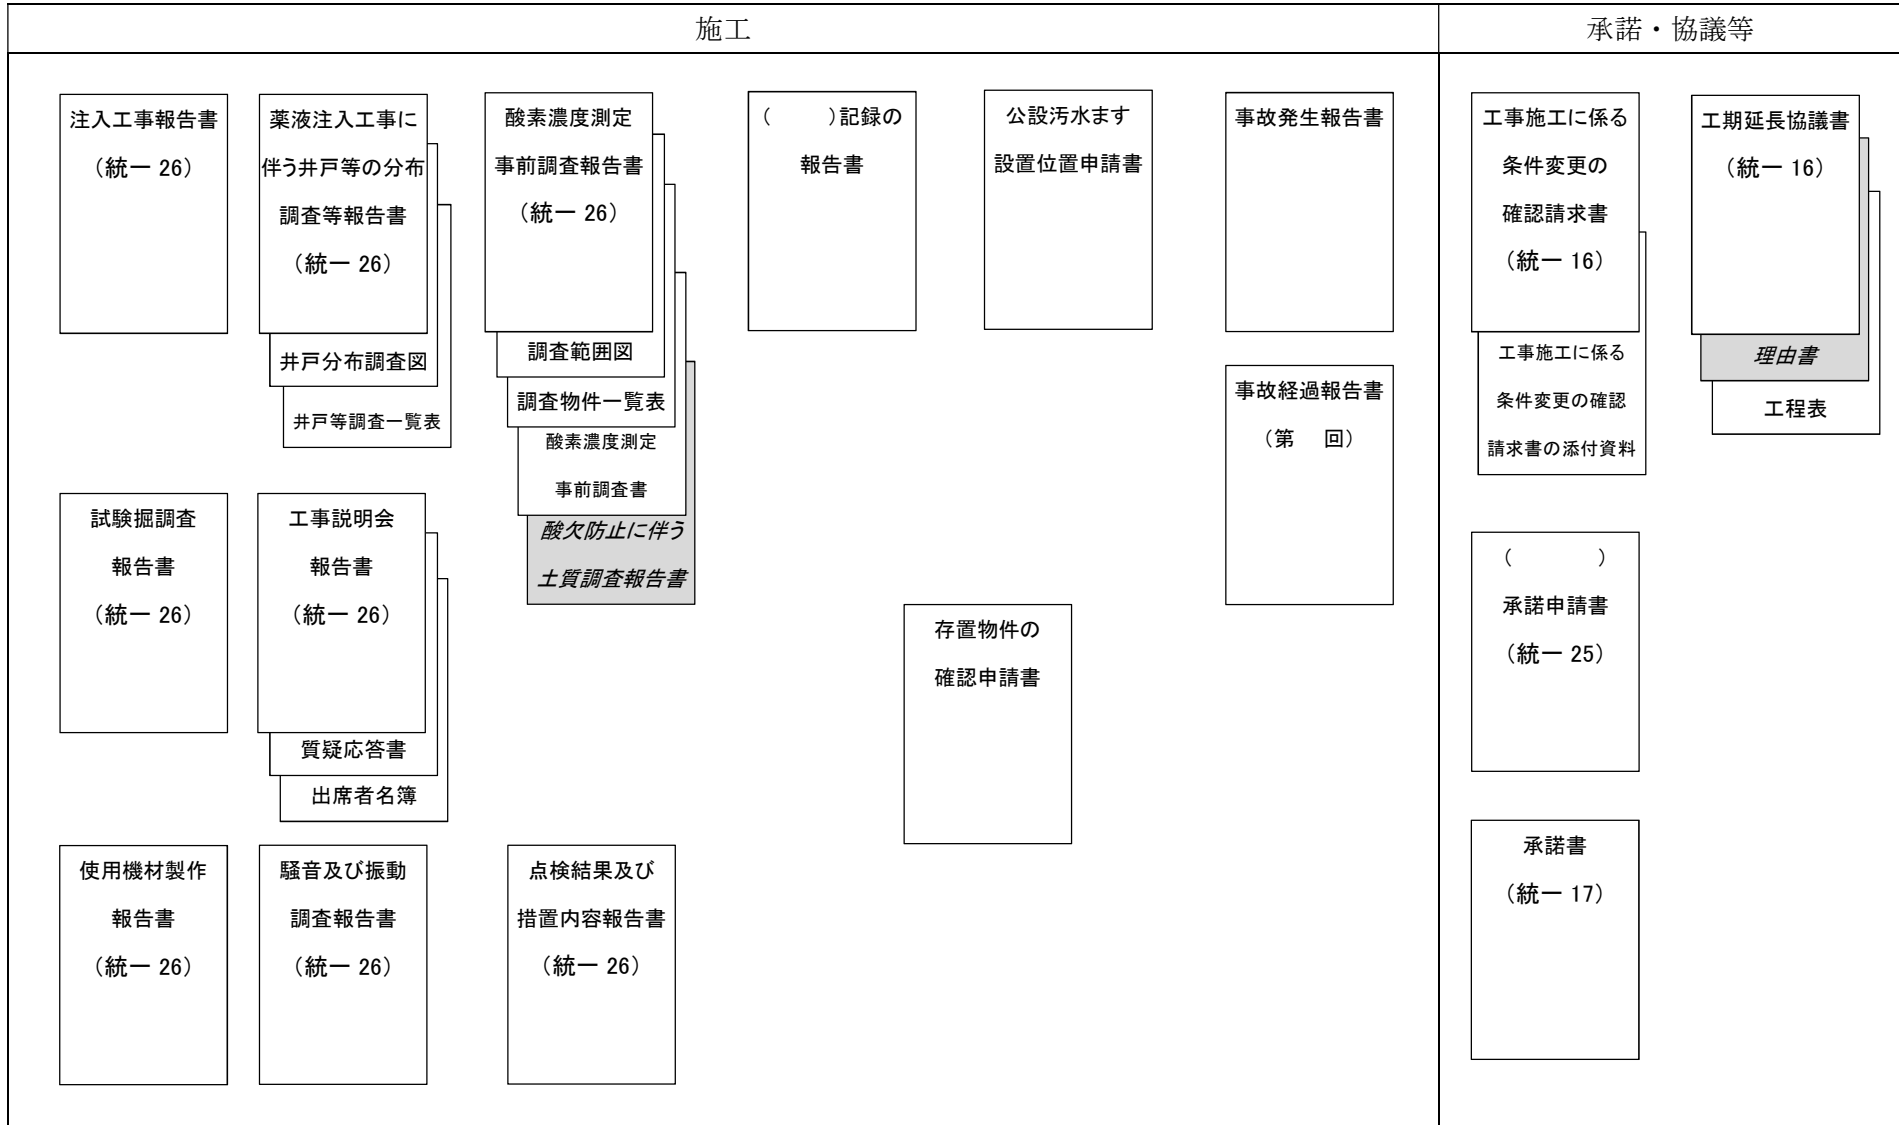 施工
承諾・協議等
注入工事報告書
（統一 26）
薬液注入工事に
伴う井戸等の分布
調査等報告書
（統一 26）
井戸分布調査図
井戸等調査一覧表
酸素濃度測定
事前調査報告書
（統一 26）
調査範囲図
調査物件一覧表
酸素濃度測定
事前調査書
酸欠防止に伴う
土質調査報告書
（　　　）記録の
報告書
公設汚水ます
設置位置申請書
事故発生報告書
事故経過報告書
（第　回）
試験掘調査
報告書
（統一 26）
工事説明会
報告書
（統一 26）
質疑応答書
出席者名簿
存置物件の
確認申請書
使用機材製作
報告書
（統一 26）
騒音及び振動
調査報告書
（統一 26）
点検結果及び
措置内容報告書
（統一 26）
工事施工に係る
条件変更の
確認請求書
（統一 16）
工事施工に係る
条件変更の確認
請求書の添付資料
工期延長協議書
（統一 16）
理由書
工程表
（　　　　）
承諾申請書
（統一 25）
承諾書
（統一 17）